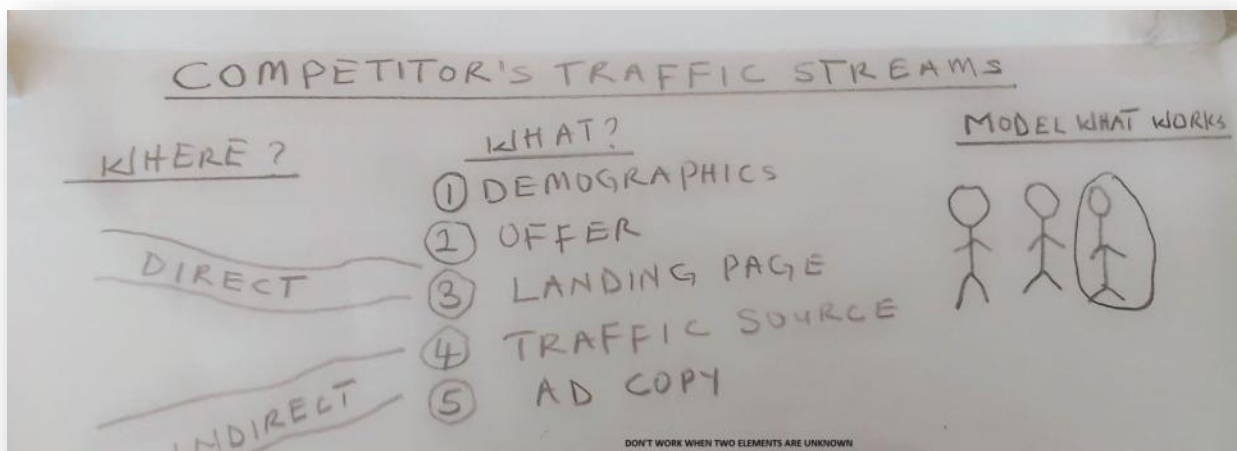 COMPETITOR'S TRAFFIC STREAMS
WHERE?
DIRECT
INDIRECT
WHAT?
① DEMOGRAPHICS
② OFFER
③ LANDING PAGE
④ TRAFFIC SOURCE
⑤ AD COPY
MODEL WHAT WORKS
DON'T WORK WHEN TWO ELEMENTS ARE UNKNOWN